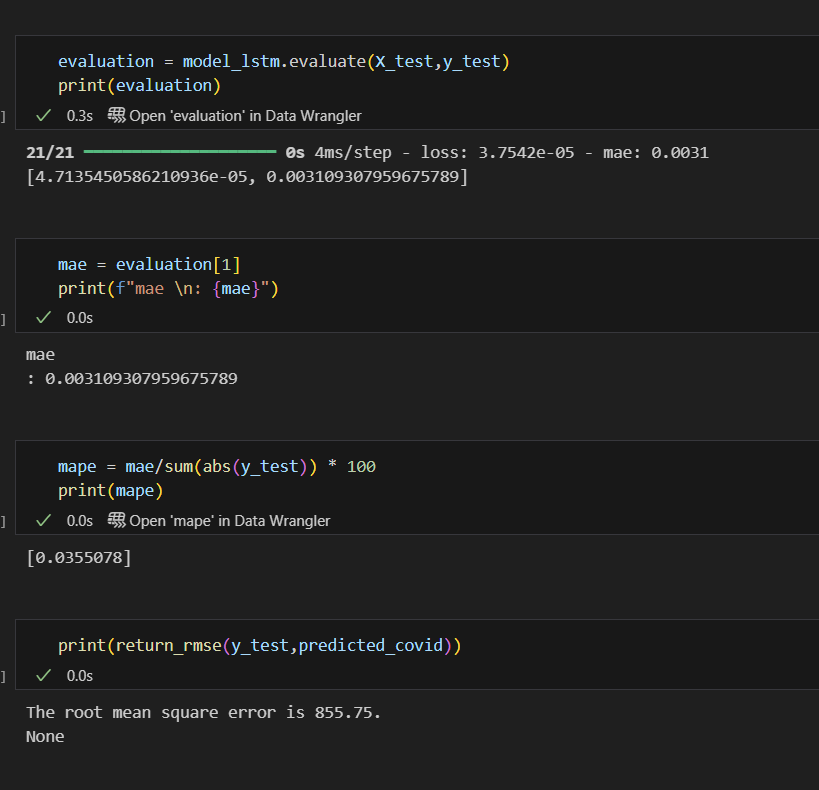 evaluation = model_lstm.evaluate(X_test,y_test)
print(evaluation)
] 0.3s Open 'evaluation' in Data Wrangler
21/21 0s 4ms/step - loss: 3.7542e-05 - mae: 0.0031
[4.7135450586210936e-05, 0.003109307959675789]
mae = evaluation[1]
print(f"mae \n: {mae}")
] 0.0s
mae
: 0.003109307959675789
mape = mae/sum(abs(y_test)) * 100
print(mape)
] 0.0s Open 'mape' in Data Wrangler
[0.0355078]
print(return_rmse(y_test,predicted_covid))
] 0.0s
The root mean square error is 855.75.
None